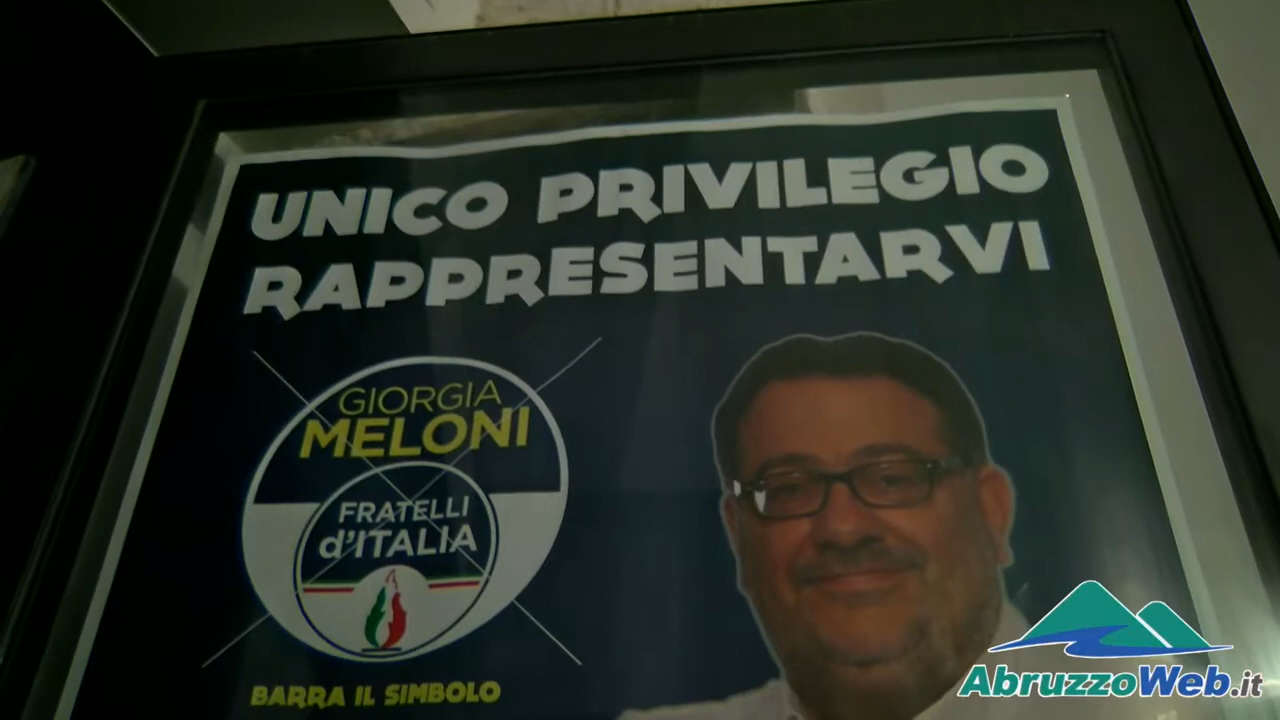 UNICO PRIVILEGIO
RAPPRESENTARVI
GIORGIA
MELONI
FRATELLI
d'ITALIA
BARRA IL SIMBOLO
AbruzzoWeb.it